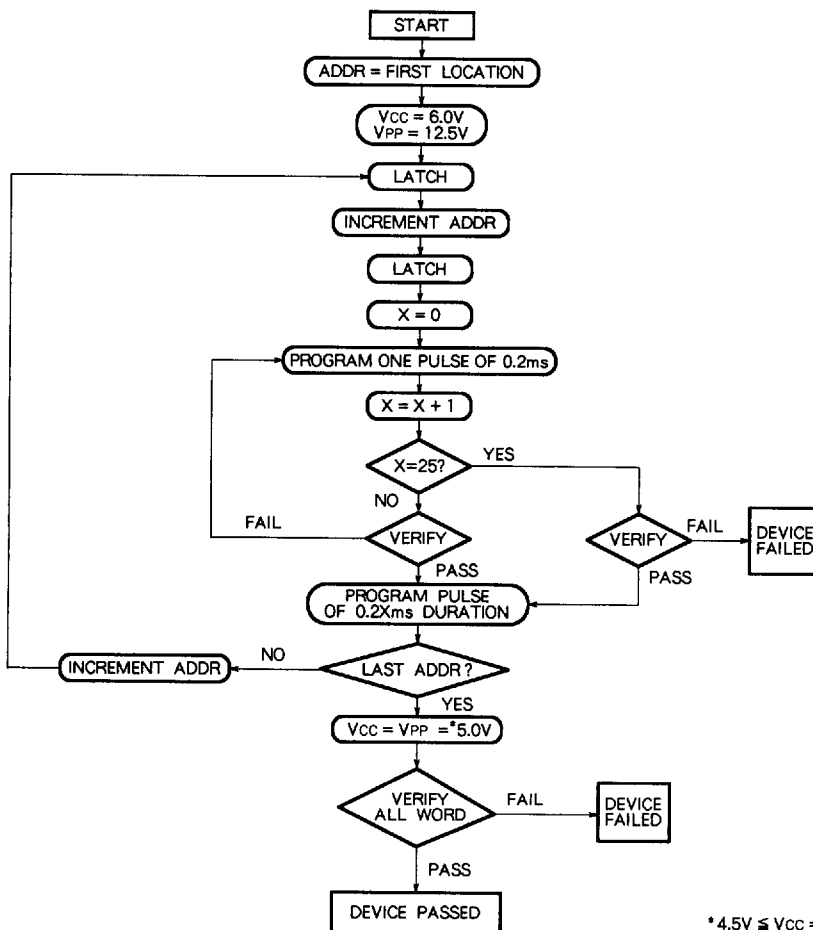 START
ADDR = FIRST LOCATION
VCC = 6.0V
VPP = 12.5V
LATCH
INCREMENT ADDR
LATCH
X = 0
PROGRAM ONE PULSE OF 0.2ms
X = X + 1
X=25?
YES
NO
FAIL
VERIFY
PASS
VERIFY
FAIL
PASS
DEVICE
FAILED
PROGRAM PULSE
OF 0.2Xms DURATION
INCREMENT ADDR
NO
LAST ADDR?
YES
VCC = VPP = *5.0V
VERIFY
ALL WORD
FAIL
DEVICE
FAILED
PASS
DEVICE PASSED
*4.5V ≦ VCC =